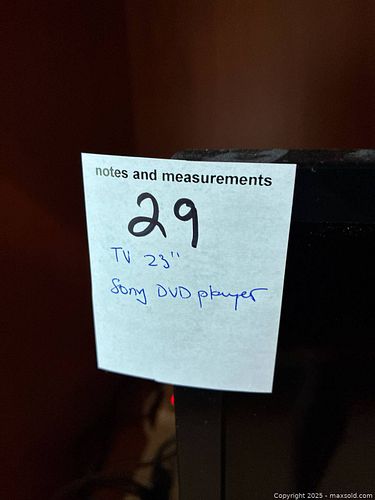 notes and measurements
29
TV 23"
Sony DVD player
Copyright 2025 - maxsold.com